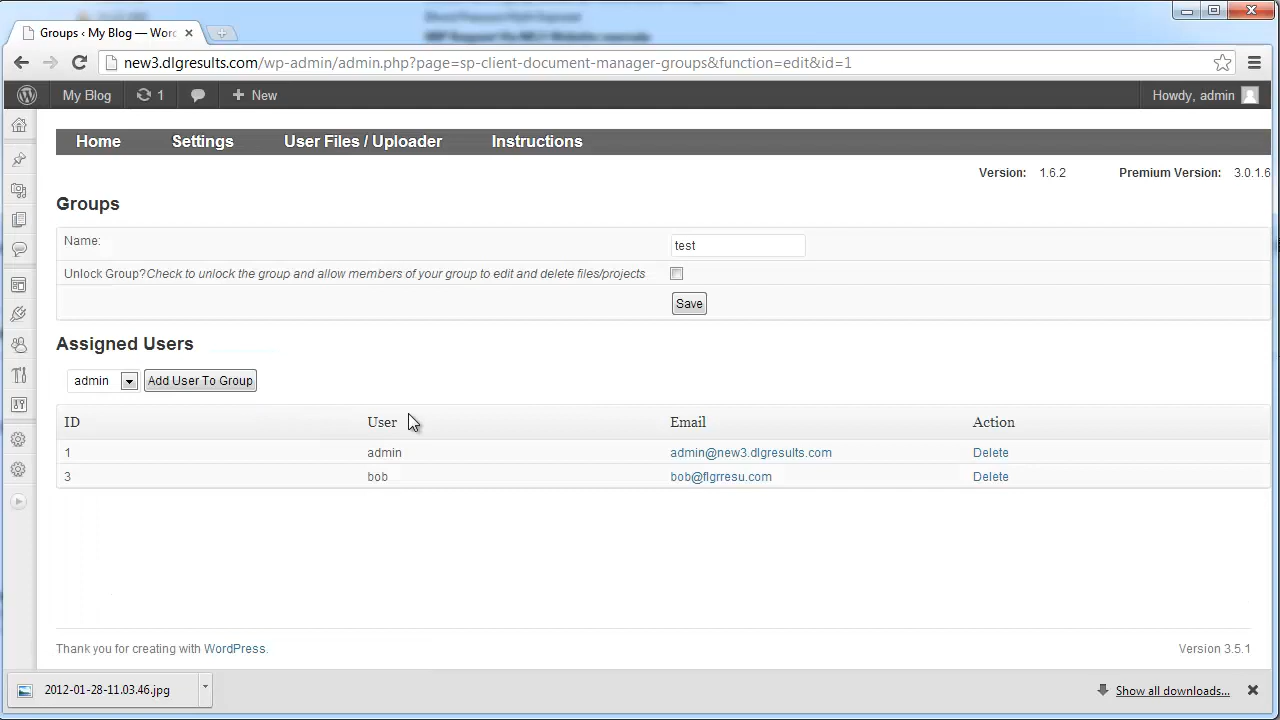 Groups ‹ My Blog — Word
new3.dlgresults.com/wp-admin/admin.php?page=sp-client-document-manager-groups&function=edit&id=1
My Blog 1 + New Howdy, admin
Home Settings User Files / Uploader Instructions
Version: 1.6.2 Premium Version: 3.0.1.6
Groups
Name: test
Unlock Group?Check to unlock the group and allow members of your group to edit and delete files/projects
Save
Assigned Users
admin Add User To Group
ID User Email Action
1 admin admin@new3.dlgresults.com Delete
3 bob bob@flgrresu.com Delete
Thank you for creating with WordPress. Version 3.5.1
2012-01-28-11.03.46.jpg Show all downloads...